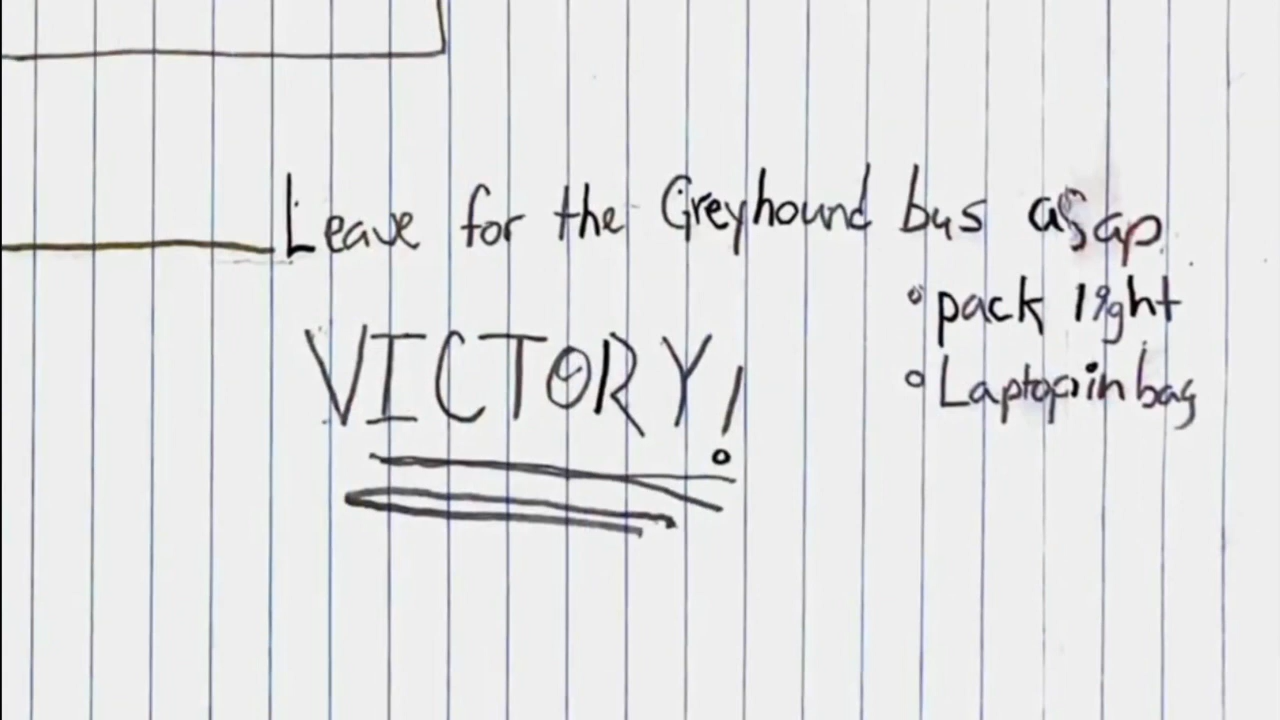 Leave for the Greyhound bus asap
• pack light
VICTORY!
• Laptop in bag